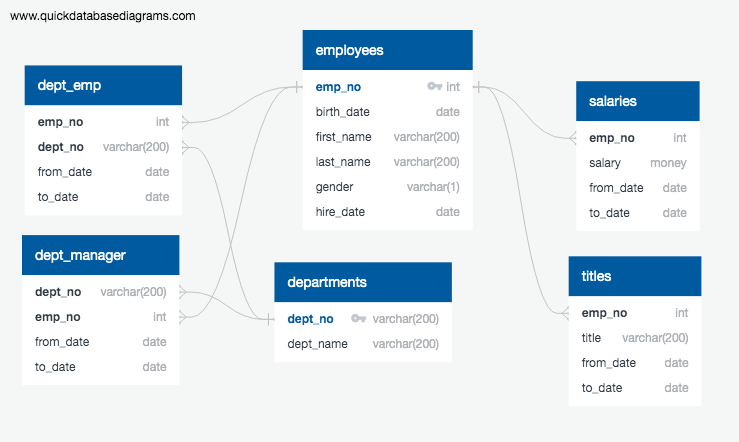 www.quickdatabasediagrams.com
dept_emp
emp_no int
dept_no varchar(200)
from_date date
to_date date
dept_manager
dept_no varchar(200)
emp_no int
from_date date
to_date date
employees
emp_no int
birth_date date
first_name varchar(200)
last_name varchar(200)
gender varchar(1)
hire_date date
departments
dept_no varchar(200)
dept_name varchar(200)
salaries
emp_no int
salary money
from_date date
to_date date
titles
emp_no int
title varchar(200)
from_date date
to_date date